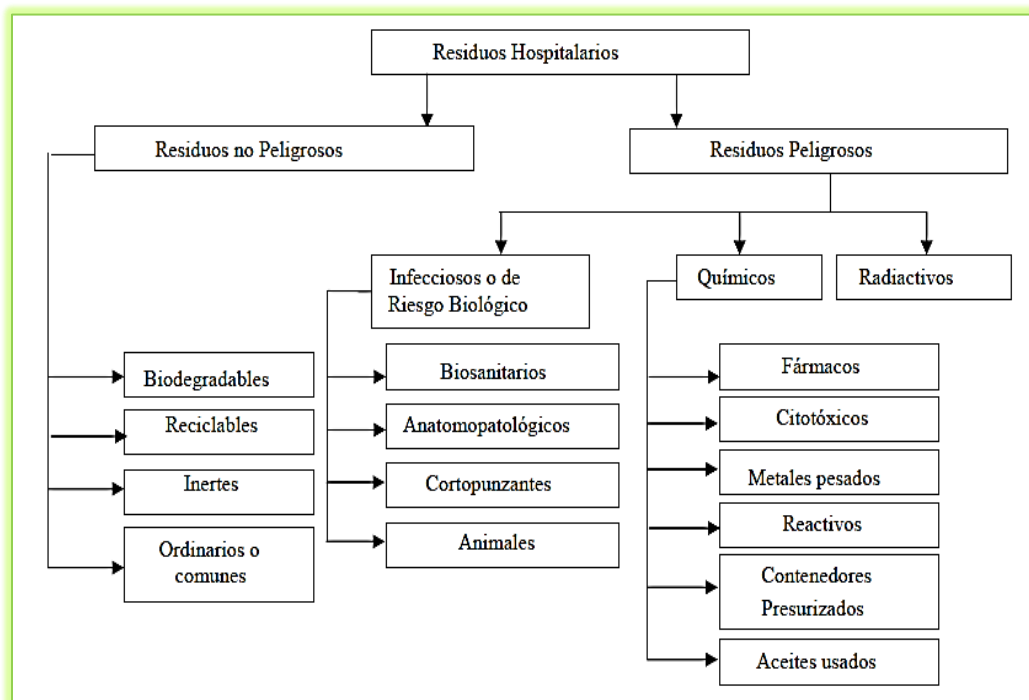 Residuos Hospitalarios
Residuos no Peligrosos
Residuos Peligrosos
Infecciosos o de
Riesgo Biológico
Químicos
Radiactivos
Biodegradables
Reciclables
Inertes
Ordinarios o
comunes
Biosanitarios
Anatomopatológicos
Cortopunzantes
Animales
Fármacos
Citotóxicos
Metales pesados
Reactivos
Contenedores
Presurizados
Aceites usados